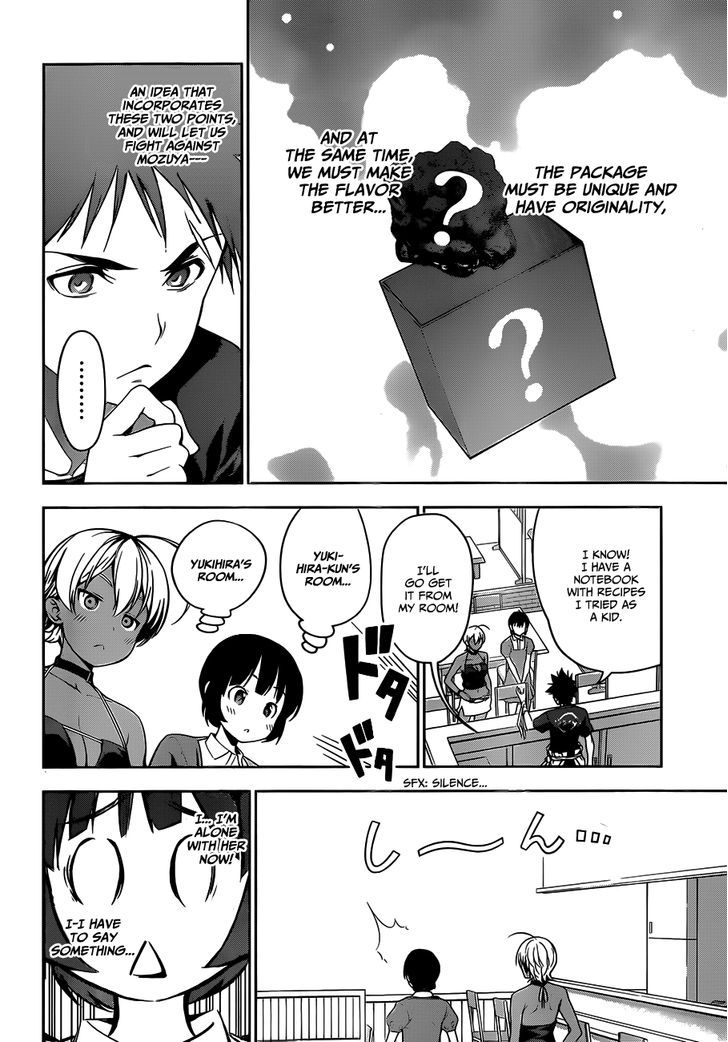 THE PACKAGE
MUST BE UNIQUE AND
HAVE ORIGINALITY,
AND AT
THE SAME TIME,
WE MUST MAKE
THE FLAVOR
BETTER...
?
?
AN IDEA THAT
INCORPORATES
THESE TWO POINTS,
AND WILL LET US
FIGHT AGAINST
MOZUYA---
........
I KNOW!
I HAVE A
NOTEBOOK
WITH RECIPES
I TRIED AS
A KID.
I'LL
GO GET
IT FROM
MY ROOM!
ドタ
ドタ
YUKI-
HIRA-KUN'S
ROOM...
YUKIHIRA'S
ROOM...
SFX: SILENCE...
し〜ん...
I... I'M
ALONE
WITH HER
NOW!
I-I HAVE
TO SAY
SOMETHING...